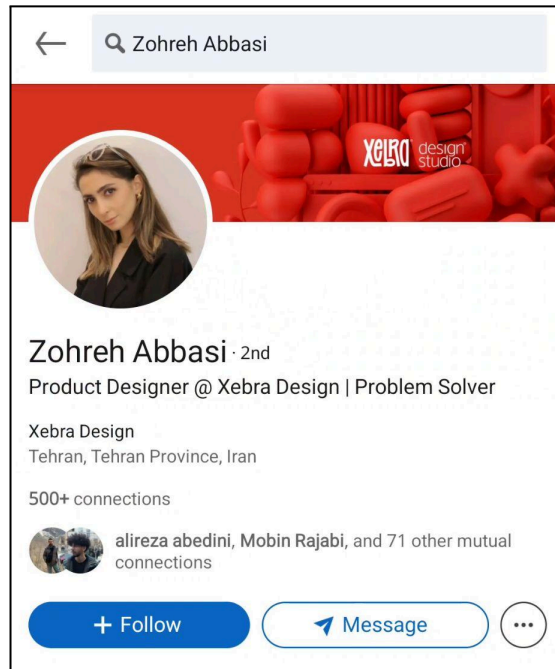 Zohreh Abbasi
Xebra design
studio
Zohreh Abbasi · 2nd
Product Designer @ Xebra Design | Problem Solver
Xebra Design
Tehran, Tehran Province, Iran
500+ connections
alireza abedini, Mobin Rajabi, and 71 other mutual
connections
+ Follow
Message